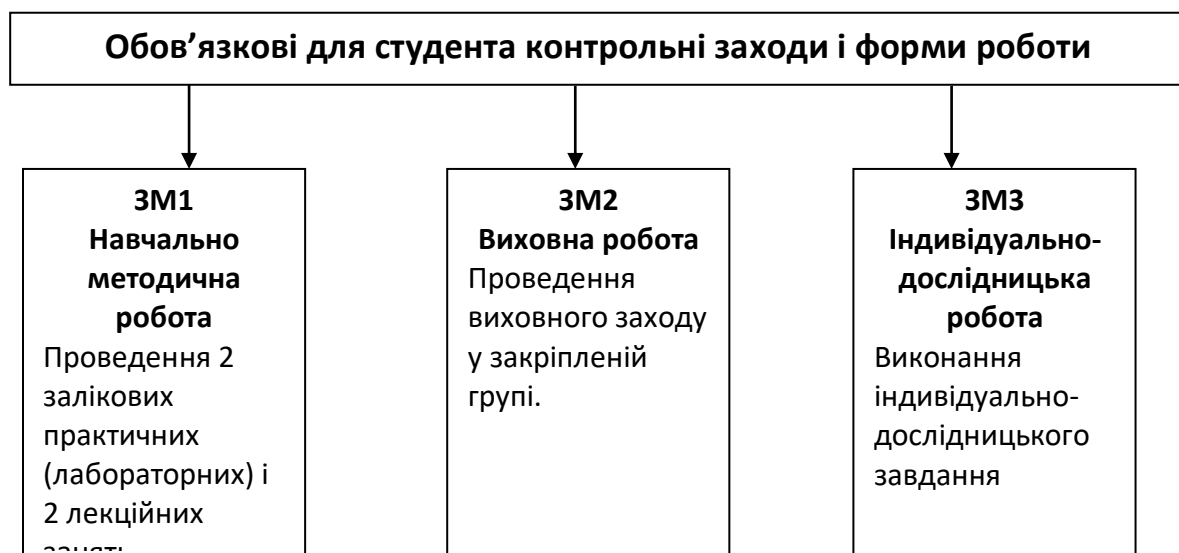 Обов’язкові для студента контрольні заходи і форми роботи
ЗМ1
Навчально
методична
робота
Проведення 2
залікових
практичних
(лабораторних) і
2 лекційних
занять
ЗМ2
Виховна робота
Проведення
виховного заходу
у закріпленій
групі.
ЗМ3
Індивідуально-
дослідницька
робота
Виконання
індивідуально-
дослідницького
завдання